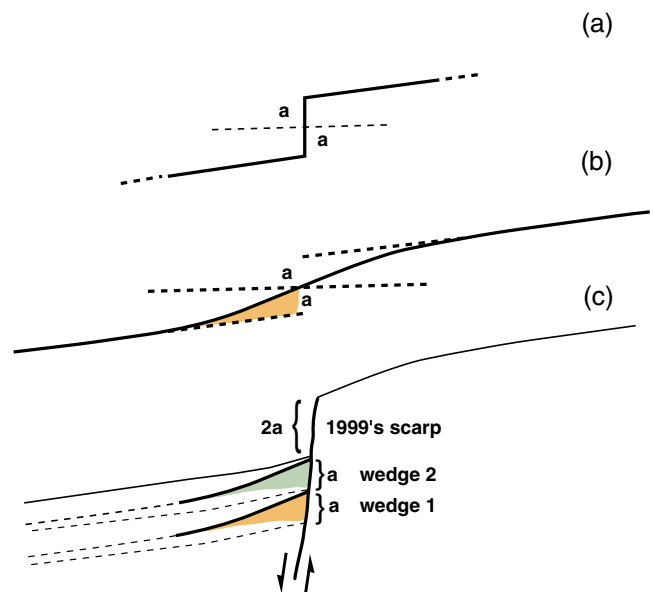 (a)
a
a
(b)
a
a
(c)
2a 1999's scarp
a wedge 2
a wedge 1